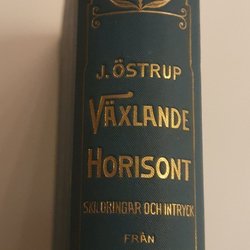 J. ÖSTRUP
VÄXLANDE
HORISONT
SKILDRINGAR OCH INTRYCK
FRÅN